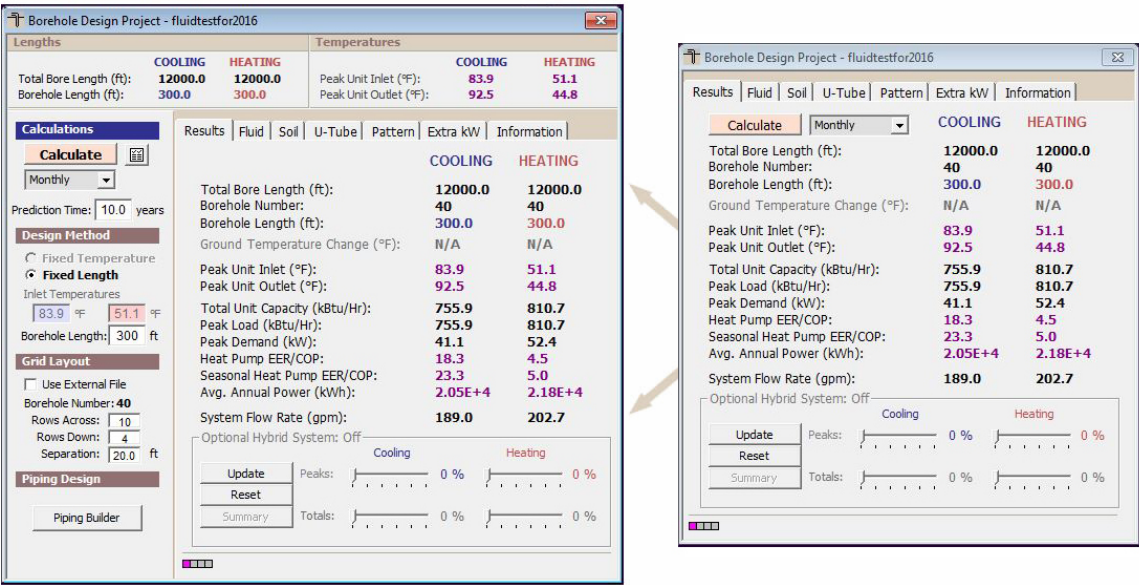 Borehole Design Project - fluidtestfor2016
Lengths Temperatures
COOLING HEATING COOLING HEATING
Total Bore Length (ft): 12000.0 12000.0 Peak Unit Inlet (°F): 83.9 51.1
Borehole Length (ft): 300.0 300.0 Peak Unit Outlet (°F): 92.5 44.8
Calculations
Calculate
Monthly
Prediction Time: 10.0 years
Design Method
Fixed Temperature
Fixed Length
Inlet Temperatures
83.9 °F 51.1 °F
Borehole Length: 300 ft
Grid Layout
Use External File
Borehole Number: 40
Rows Across: 10
Rows Down: 4
Separation: 20.0 ft
Piping Design
Piping Builder
Results Fluid Soil U-Tube Pattern Extra kW Information
COOLING HEATING
Total Bore Length (ft): 12000.0 12000.0
Borehole Number: 40 40
Borehole Length (ft): 300.0 300.0
Ground Temperature Change (°F): N/A N/A
Peak Unit Inlet (°F): 83.9 51.1
Peak Unit Outlet (°F): 92.5 44.8
Total Unit Capacity (kBtu/Hr): 755.9 810.7
Peak Load (kBtu/Hr): 755.9 810.7
Peak Demand (kW): 41.1 52.4
Heat Pump EER/COP: 18.3 4.5
Seasonal Heat Pump EER/COP: 23.3 5.0
Avg. Annual Power (kWh): 2.05E+4 2.18E+4
System Flow Rate (gpm): 189.0 202.7
Optional Hybrid System: Off
Cooling Heating
Update Peaks: 0 % 0 %
Reset
Summary Totals: 0 % 0 %
Borehole Design Project - fluidtestfor2016
Results Fluid Soil U-Tube Pattern Extra kW Information
Calculate Monthly COOLING HEATING
Total Bore Length (ft): 12000.0 12000.0
Borehole Number: 40 40
Borehole Length (ft): 300.0 300.0
Ground Temperature Change (°F): N/A N/A
Peak Unit Inlet (°F): 83.9 51.1
Peak Unit Outlet (°F): 92.5 44.8
Total Unit Capacity (kBtu/Hr): 755.9 810.7
Peak Load (kBtu/Hr): 755.9 810.7
Peak Demand (kW): 41.1 52.4
Heat Pump EER/COP: 18.3 4.5
Seasonal Heat Pump EER/COP: 23.3 5.0
Avg. Annual Power (kWh): 2.05E+4 2.18E+4
System Flow Rate (gpm): 189.0 202.7
Optional Hybrid System: Off
Cooling Heating
Update Peaks: 0 % 0 %
Reset
Summary Totals: 0 % 0 %